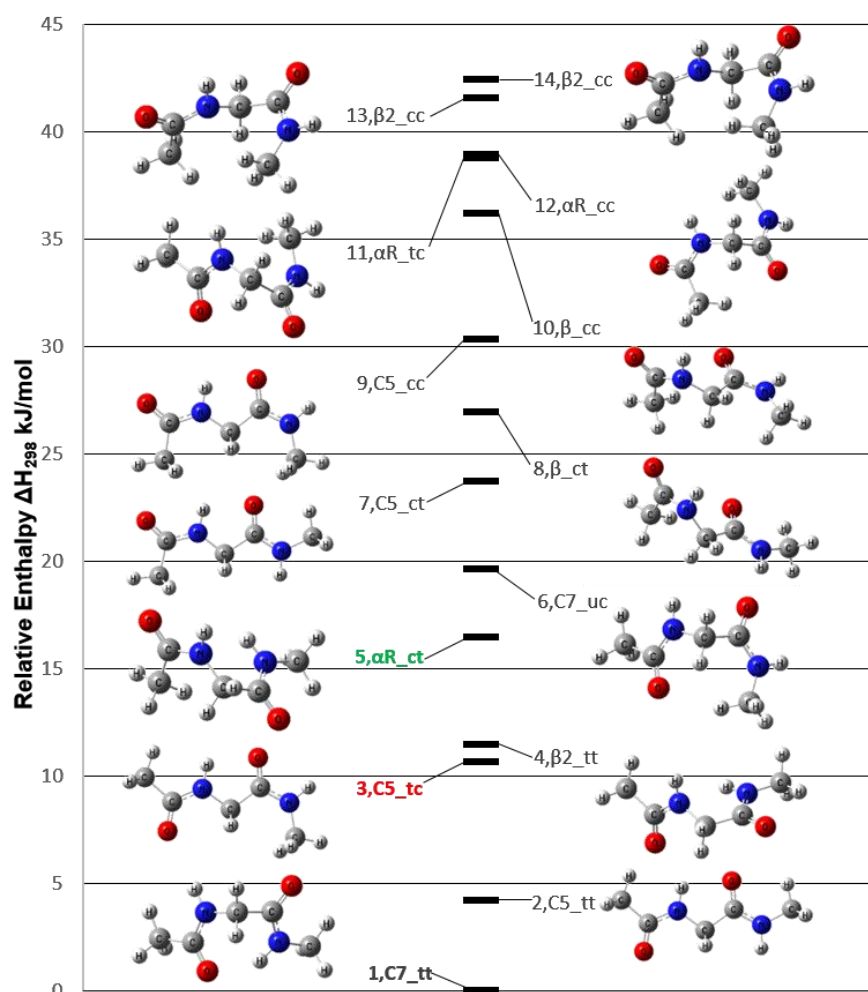 45
14,β2_cc
13,β2_cc
40
12,αR_cc
11,αR_tc
35
10,β_cc
30
9,C5_cc
8,β_ct
25
7,C5_ct
20
6,C7_uc
5,αR_ct
15
4,β2_tt
3,C5_tc
10
5
2,C5_tt
1,C7_tt
0
Relative Enthalpy ΔH298 kJ/mol